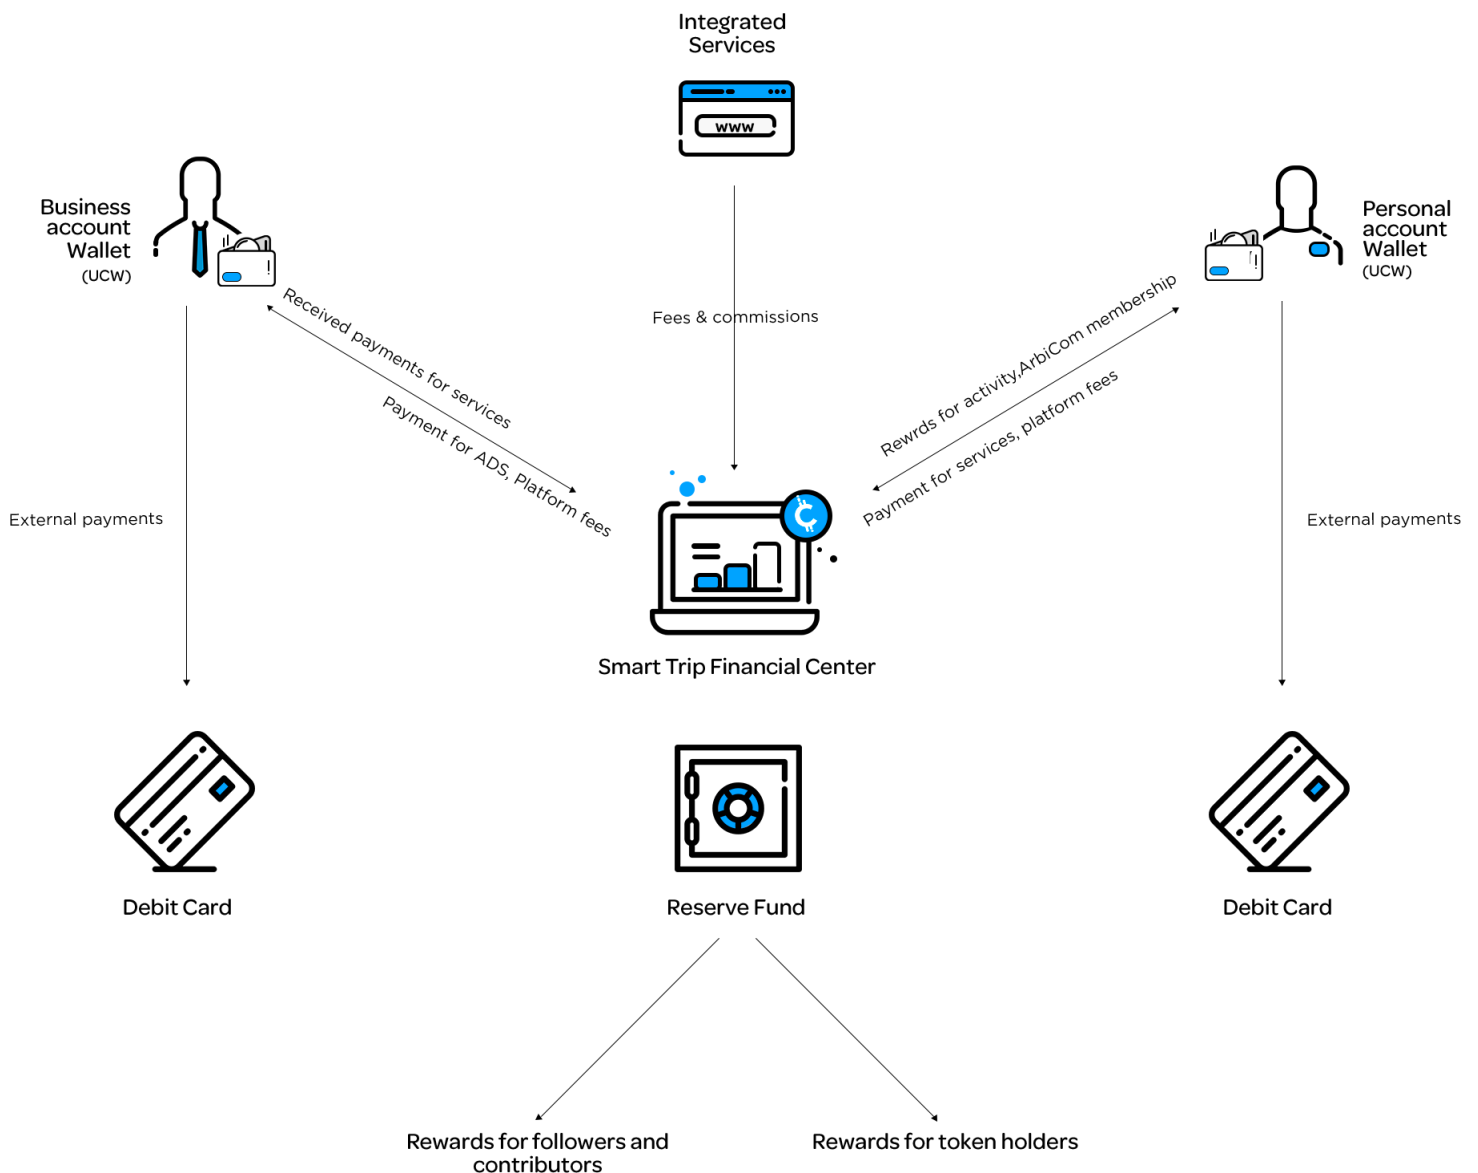 Integrated
Services
www
Business
account
Wallet
(UCW)
Personal
account
Wallet
(UCW)
Received payments for services
Payment for ADS, Platform fees
Fees & commissions
Rewrds for activity,ArbiCom membership
Payment for services, platform fees
External payments
External payments
Smart Trip Financial Center
Debit Card
Reserve Fund
Debit Card
Rewards for followers and
contributors
Rewards for token holders